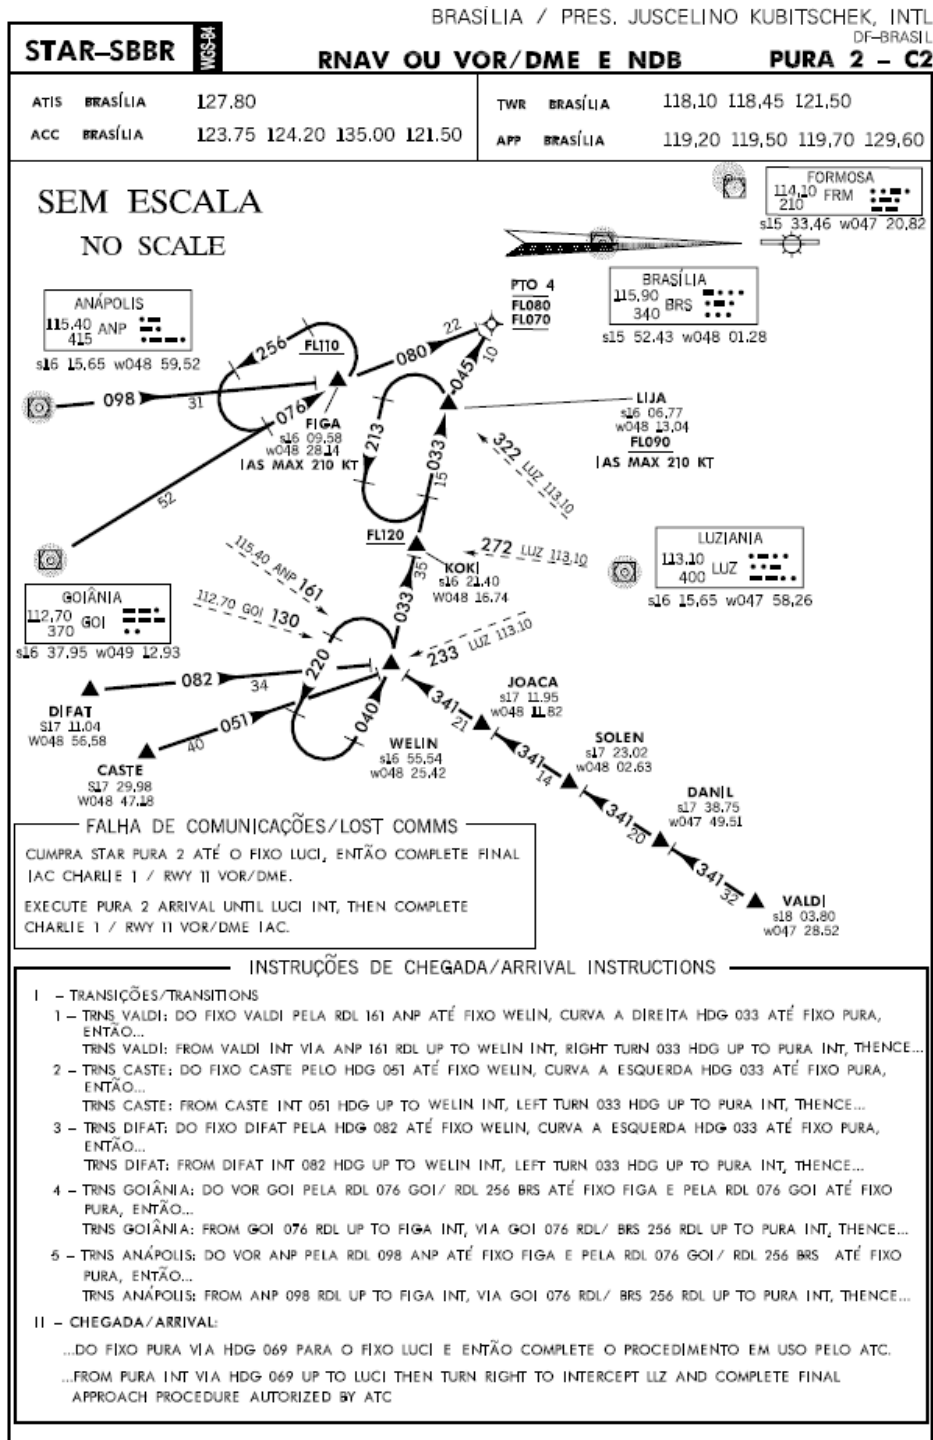 BRASÍLIA / PRES. JUSCELINO KUBITSCHEK, INTL
DF-BRASIL
STAR-SBBR
WGS-84
RNAV OU VOR/DME E NDB
PURA 2 - C2
ATIS BRASÍLIA 127.80
ACC BRASÍLIA 123.75 124.20 135.00 121.50
TWR BRASÍLIA 118,10 118,45 121,50
APP BRASÍLIA 119,20 119,50 119,70 129,60
SEM ESCALA
NO SCALE
FORMOSA
114,10 FRM
210
s15 33,46 w047 20,82
BRASÍLIA
115,90 BRS
340
s15 52.43 w048 01.28
PTO 4
FL080
FL070
ANÁPOLIS
115.40 ANP
415
s16 15,65 w048 59,52
256
FL110
080
22
045
10
098
31
076
FIGA
s16 09.58
w048 28.14
IAS MAX 210 KT
LIJA
s16 06,77
w048 13,04
FL090
IAS MAX 210 KT
213
033
15
322 LUZ 113,10
52
FL120
KOKI
s16 21.40
W048 16.74
272 LUZ 113,10
LUZIANIA
113,10 LUZ
400
s16 15,65 w047 58,26
GOIÂNIA
112,70 GOI
370
s16 37.95 w049 12.93
115.40 ANP 161
112.70 GOI 130
033
35
233 LUZ 113.10
220
040
082
34
DIFAT
S17 11.04
W048 56,58
051
40
CASTE
S17 29,98
W048 47.18
WELIN
s16 55.54
w048 25.42
341
21
JOACA
s17 11.95
w048 11.82
341
14
SOLEN
s17 23.02
w048 02.63
341
20
DANIL
s17 38.75
w047 49.51
341
32
VALDI
s18 03.80
w047 28.52
FALHA DE COMUNICAÇÕES/LOST COMMS
CUMPRA STAR PURA 2 ATÉ O FIXO LUCI, ENTÃO COMPLETE FINAL
IAC CHARLIE 1 / RWY 11 VOR/DME.
EXECUTE PURA 2 ARRIVAL UNTIL LUCI INT, THEN COMPLETE
CHARLIE 1 / RWY 11 VOR/DME IAC.
INSTRUÇÕES DE CHEGADA/ARRIVAL INSTRUCTIONS
I - TRANSIÇÕES/TRANSITIONS
1 - TRNS VALDI: DO FIXO VALDI PELA RDL 161 ANP ATÉ FIXO WELIN, CURVA A DIREITA HDG 033 ATÉ FIXO PURA,
ENTÃO...
TRNS VALDI: FROM VALDI INT VIA ANP 161 RDL UP TO WELIN INT, RIGHT TURN 033 HDG UP TO PURA INT, THENCE...
2 - TRNS CASTE: DO FIXO CASTE PELO HDG 051 ATÉ FIXO WELIN, CURVA A ESQUERDA HDG 033 ATÉ FIXO PURA,
ENTÃO...
TRNS CASTE: FROM CASTE INT 051 HDG UP TO WELIN INT, LEFT TURN 033 HDG UP TO PURA INT, THENCE...
3 - TRNS DIFAT: DO FIXO DIFAT PELA HDG 082 ATÉ FIXO WELIN, CURVA A ESQUERDA HDG 033 ATÉ FIXO PURA,
ENTÃO...
TRNS DIFAT: FROM DIFAT INT 082 HDG UP TO WELIN INT, LEFT TURN 033 HDG UP TO PURA INT, THENCE...
4 - TRNS GOIÂNIA: DO VOR GOI PELA RDL 076 GOI/ RDL 256 BRS ATÉ FIXO FIGA E PELA RDL 076 GOI ATÉ FIXO
PURA, ENTÃO...
TRNS GOIÂNIA: FROM GOI 076 RDL UP TO FIGA INT, VIA GOI 076 RDL/ BRS 256 RDL UP TO PURA INT, THENCE...
5 - TRNS ANÁPOLIS: DO VOR ANP PELA RDL 098 ANP ATÉ FIXO FIGA E PELA RDL 076 GOI/ RDL 256 BRS ATÉ FIXO
PURA, ENTÃO...
TRNS ANÁPOLIS: FROM ANP 098 RDL UP TO FIGA INT, VIA GOI 076 RDL/ BRS 256 RDL UP TO PURA INT, THENCE...
II - CHEGADA/ARRIVAL:
...DO FIXO PURA VIA HDG 069 PARA O FIXO LUCI E ENTÃO COMPLETE O PROCEDIMENTO EM USO PELO ATC.
...FROM PURA INT VIA HDG 069 UP TO LUCI THEN TURN RIGHT TO INTERCEPT LLZ AND COMPLETE FINAL
APPROACH PROCEDURE AUTORIZED BY ATC